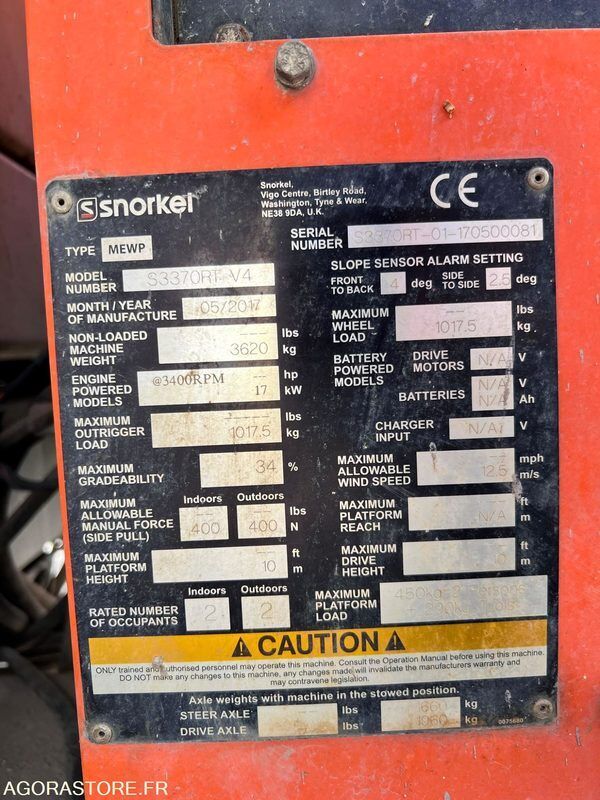 snorkel
Snorkel,
Vigo Centre, Birtley Road,
Washington, Tyne & Wear,
NE38 9DA, U.K.
CE
TYPE MEWP
SERIAL NUMBER S3370RT-01-170500081
MODEL NUMBER S3370RT V4
MONTH / YEAR OF MANUFACTURE 05/2017
NON-LOADED MACHINE WEIGHT --- lbs
3620 kg
ENGINE POWERED MODELS @3400RPM -- hp
17 kW
MAXIMUM OUTRIGGER LOAD --- lbs
1017.5 kg
MAXIMUM GRADEABILITY 34 %
Indoors Outdoors
MAXIMUM ALLOWABLE MANUAL FORCE (SIDE PULL) -- -- lbs
400 400 N
MAXIMUM PLATFORM HEIGHT -- ft
10 m
Indoors Outdoors
RATED NUMBER OF OCCUPANTS 2 2
SLOPE SENSOR ALARM SETTING
FRONT TO BACK 4 deg SIDE TO SIDE 2.5 deg
MAXIMUM WHEEL LOAD -- lbs
1017.5 kg
BATTERY POWERED MODELS DRIVE MOTORS N/A V
BATTERIES N/A V
N/A Ah
CHARGER INPUT N/A V
MAXIMUM ALLOWABLE WIND SPEED -- mph
12.5 m/s
MAXIMUM PLATFORM REACH -- ft
N/A m
MAXIMUM DRIVE HEIGHT ft
m
MAXIMUM PLATFORM LOAD 450kg=2 Persons
+ 290kg Tools
CAUTION
ONLY trained and authorised personnel may operate this machine. Consult the Operation Manual before using this machine.
DO NOT make any changes to this machine, any changes made will invalidate the manufacturers warranty and
may contravene legislation.
Axle weights with machine in the stowed position.
STEER AXLE lbs 1660 kg
DRIVE AXLE lbs 1960 kg
0075680
AGORASTORE.FR